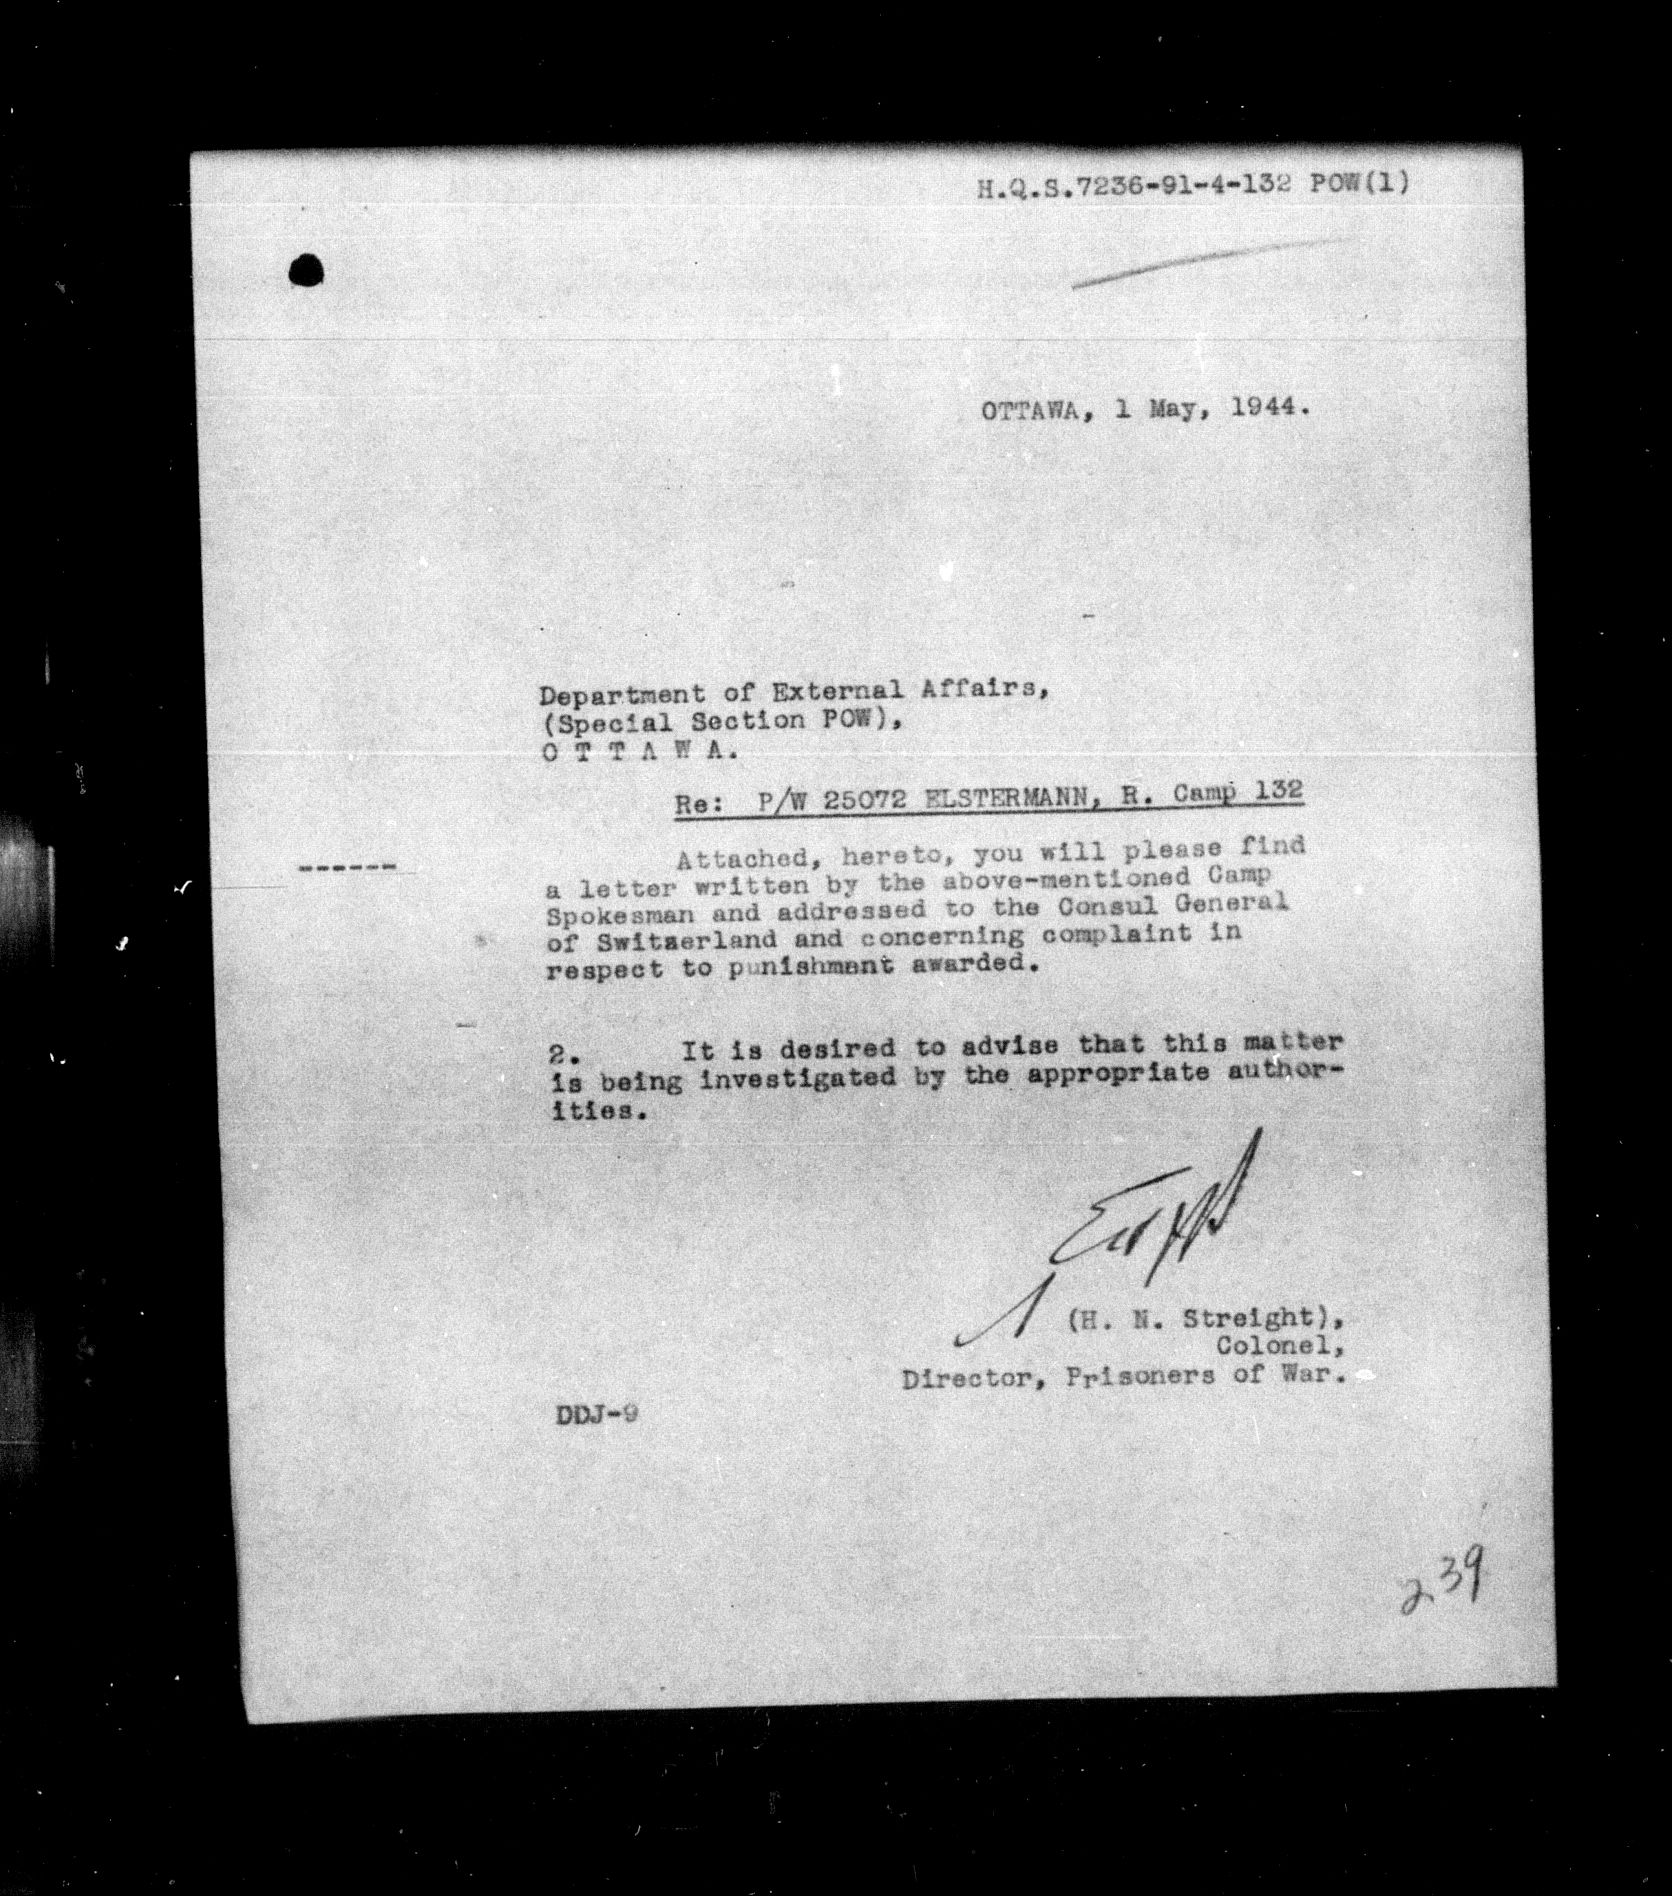 H.Q.S.7236-91-4-132 POW(1)
OTTAWA, 1 May, 1944.
Department of External Affairs,
(Special Section POW),
O T T A W A.
Re: P/W 25072 ELSTERMANN, R. Camp 132
------
Attached, hereto, you will please find
a letter written by the above-mentioned Camp
Spokesman and addressed to the Consul General
of Switzerland and concerning complaint in
respect to punishment awarded.
2. It is desired to advise that this matter
is being investigated by the appropriate author-
ities.
(H. N. Streight),
Colonel,
Director, Prisoners of War.
DDJ-9
239